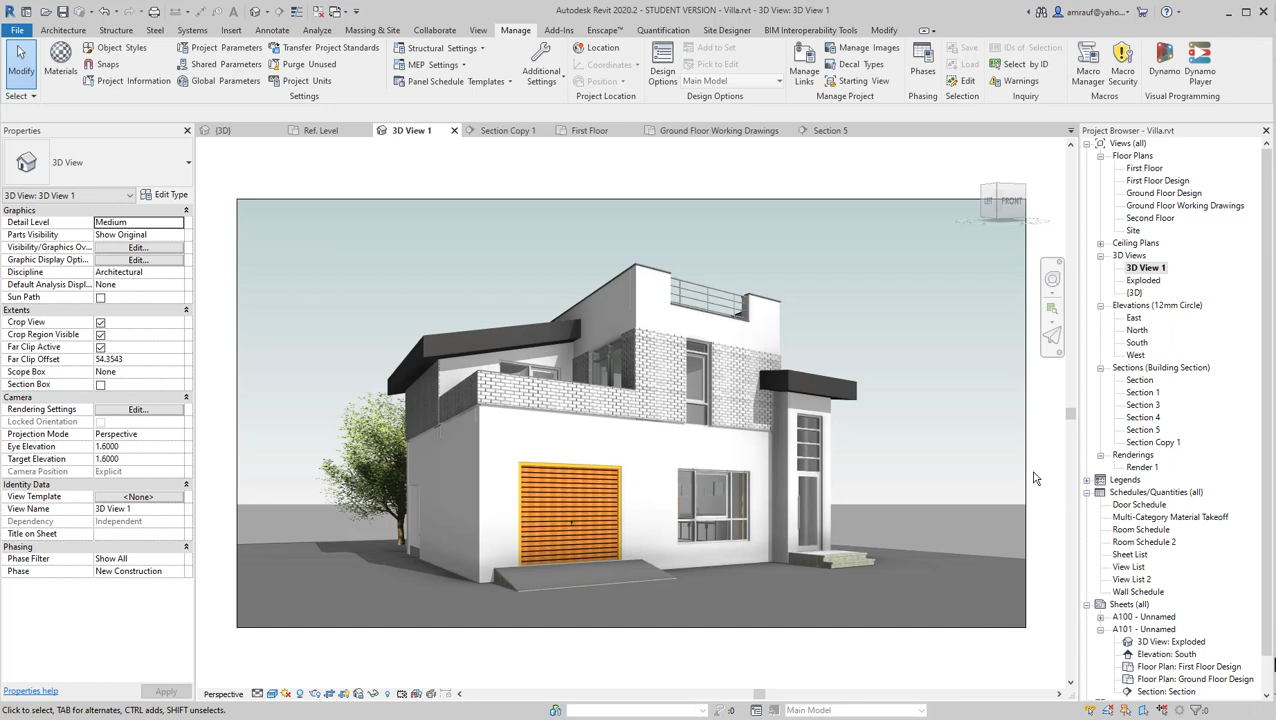 Autodesk Revit 2020.2 - STUDENT VERSION - Villa.rvt - 3D View: 3D View 1
amrauf@yaho...
File Architecture Structure Steel Systems Insert Annotate Analyze Massing & Site Collaborate View Manage Add-Ins Enscape™ Quantification Site Designer BIM Interoperability Tools Modify
Modify
Select
Materials
Object Styles
Snaps
Project Information
Project Parameters
Shared Parameters
Global Parameters
Transfer Project Standards
Purge Unused
Project Units
Settings
Structural Settings
MEP Settings
Panel Schedule Templates
Additional
Settings
Location
Coordinates
Position
Project Location
Design
Options
Add to Set
Pick to Edit
Main Model
Design Options
Manage
Links
Manage Images
Decal Types
Starting View
Manage Project
Phases
Phasing
Save
Load
Edit
Selection
IDs of Selection
Select by ID
Warnings
Inquiry
Macro
Manager
Macro
Security
Macros
Dynamo
Dynamo
Player
Visual Programming
Properties
3D View
3D View: 3D View 1
Edit Type
Graphics
Detail Level Medium
Parts Visibility Show Original
Visibility/Graphics Ov... Edit...
Graphic Display Opti... Edit...
Discipline Architectural
Default Analysis Displ... None
Sun Path
Extents
Crop View
Crop Region Visible
Far Clip Active
Far Clip Offset 54.3543
Scope Box None
Section Box
Camera
Rendering Settings Edit...
Locked Orientation
Projection Mode Perspective
Eye Elevation 1.6000
Target Elevation 1.6000
Camera Position Explicit
Identity Data
View Template <None>
View Name 3D View 1
Dependency Independent
Title on Sheet
Phasing
Phase Filter Show All
Phase New Construction
Properties help
Apply
{3D} Ref. Level 3D View 1 Section Copy 1 First Floor Ground Floor Working Drawings Section 5
LEFT FRONT
Perspective
Project Browser - Villa.rvt
Views (all)
Floor Plans
First Floor
First Floor Design
Ground Floor Design
Ground Floor Working Drawings
Second Floor
Site
Ceiling Plans
3D Views
3D View 1
Exploded
{3D}
Elevations (12mm Circle)
East
North
South
West
Sections (Building Section)
Section
Section 1
Section 3
Section 4
Section 5
Section Copy 1
Renderings
Render 1
Legends
Schedules/Quantities (all)
Door Schedule
Multi-Category Material Takeoff
Room Schedule
Room Schedule 2
Sheet List
View List
View List 2
Wall Schedule
Sheets (all)
A100 - Unnamed
A101 - Unnamed
3D View: Exploded
Elevation: South
Floor Plan: First Floor Design
Floor Plan: Ground Floor Design
Section: Section
Click to select, TAB for alternates, CTRL adds, SHIFT unselects.
:0
Main Model
:0